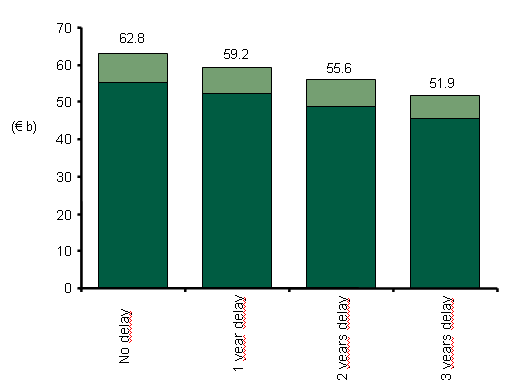 70
62.8
59.2
60
55.6
51.9
50
(€ b)
40
30
20
10
0
No delay
1 year delay
2 years delay
3 years delay